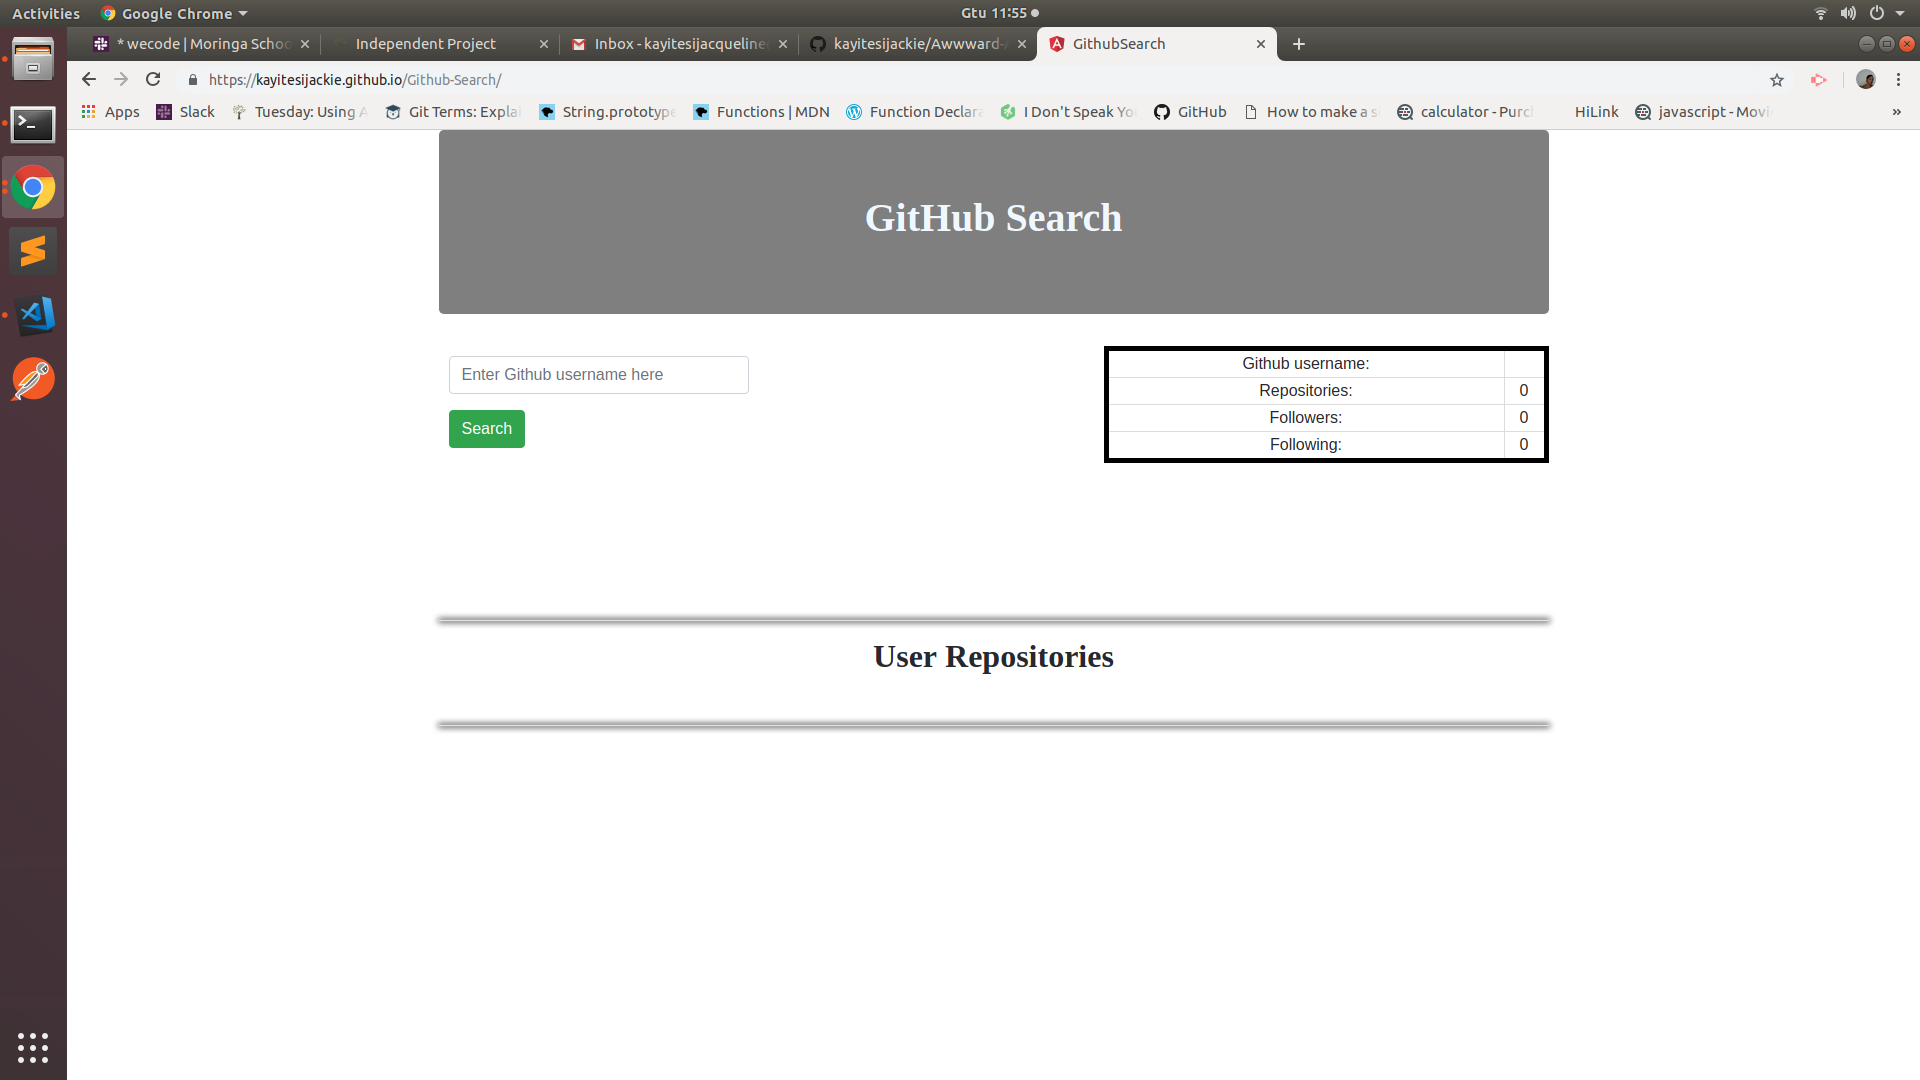 Activities Google Chrome Gtu 11:55
* wecode | Moringa Schoo Independent Project Inbox - kayitesijacqueline kayitesijackie/Awwward- GithubSearch
https://kayitesijackie.github.io/Github-Search/
Apps Slack Tuesday: Using A Git Terms: Explai String.prototype Functions | MDN Function Declara I Don't Speak Yo GitHub How to make a s calculator - Purc HiLink javascript - Movi »
GitHub Search
Enter Github username here
Search
Github username:
Repositories: 0
Followers: 0
Following: 0
User Repositories